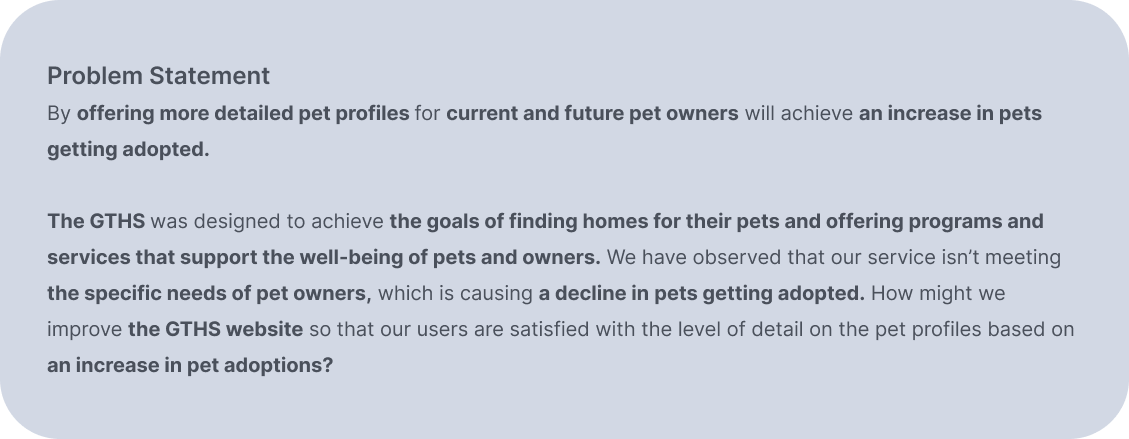 Problem Statement
By offering more detailed pet profiles for current and future pet owners will achieve an increase in pets
getting adopted.
The GTHS was designed to achieve the goals of finding homes for their pets and offering programs and
services that support the well-being of pets and owners. We have observed that our service isn’t meeting
the specific needs of pet owners, which is causing a decline in pets getting adopted. How might we
improve the GTHS website so that our users are satisfied with the level of detail on the pet profiles based on
an increase in pet adoptions?